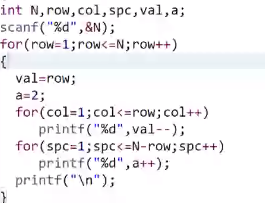 int N,row,col,spc,val,a;
scanf("%d",&N);
for(row=1;row<=N;row++)
{
val=row;
a=2;
for(col=1;col<=row;col++)
printf("%d",val--);
for(spc=1;spc<=N-row;spc++)
printf("%d",a++);
printf("\n");
}